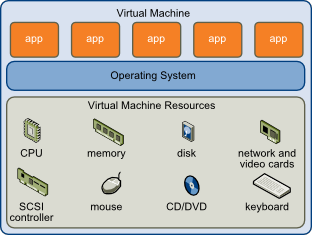 Virtual Machine
app app app app app
Operating System
Virtual Machine Resources
CPU memory disk network and
video cards
SCSI mouse CD/DVD keyboard
controller